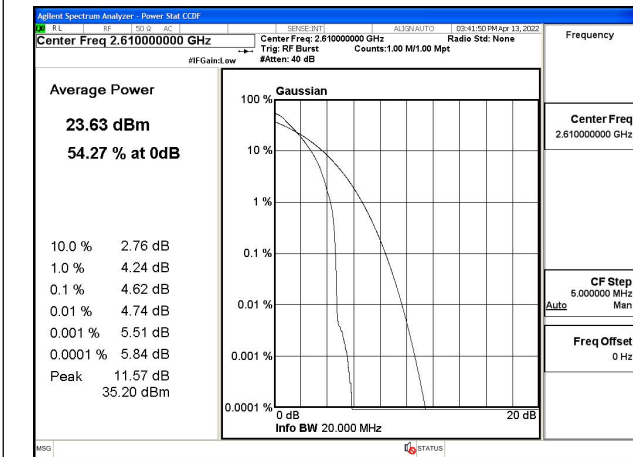 Agilent Spectrum Analyzer - Power Stat CCDF
RL RF 50 Ω AC SENSE:INT ALIGNAUTO 03:41:50 PM Apr 13, 2022
Center Freq 2.610000000 GHz
Center Freq: 2.610000000 GHz Radio Std: None
Trig: RF Burst Counts:1.00 M/1.00 Mpt
#IFGain:Low #Atten: 40 dB
Frequency
Average Power
23.63 dBm
54.27 % at 0dB
10.0 % 2.76 dB
1.0 % 4.24 dB
0.1 % 4.62 dB
0.01 % 4.74 dB
0.001 % 5.51 dB
0.0001 % 5.84 dB
Peak 11.57 dB
35.20 dBm
Gaussian
100 %
10 %
1 %
0.1 %
0.01 %
0.001 %
0.0001 %
0 dB 20 dB
Info BW 20.000 MHz
Center Freq
2.610000000 GHz
CF Step
5.000000 MHz
Auto Man
Freq Offset
0 Hz
MSG STATUS